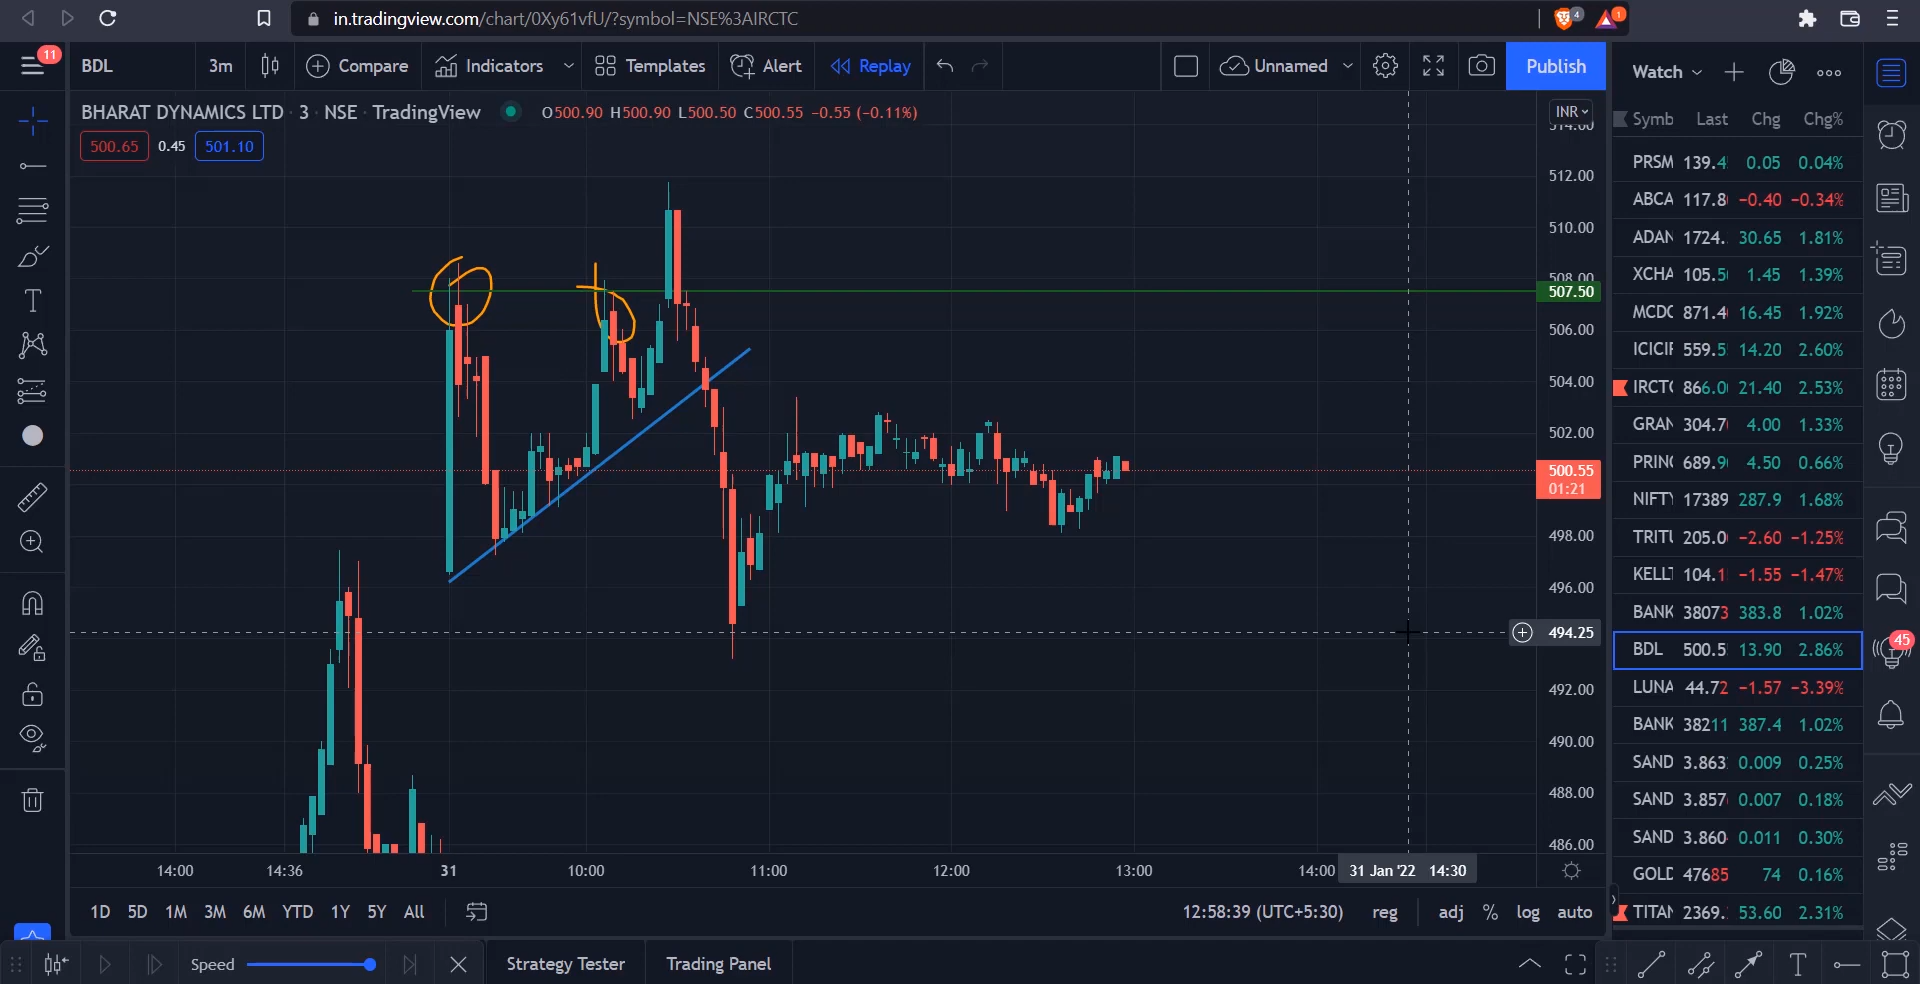 in.tradingview.com/chart/0Xy61vfU/?symbol=NSE%3AIRCTC
4
1
11
BDL
3m
Compare
Indicators
Templates
Alert
Replay
Unnamed
Publish
Watch
BHARAT DYNAMICS LTD · 3 · NSE · TradingView
O500.90 H500.90 L500.50 C500.55 −0.55 (−0.11%)
500.65 0.45 501.10
INR
Symb Last Chg Chg%
514.00
512.00
510.00
508.00
507.50
506.00
504.00
502.00
500.55
01:21
498.00
496.00
494.25
492.00
490.00
488.00
486.00
PRSM 139.4 0.05 0.04%
ABCA 117.8 −0.40 −0.34%
ADAN 1724. 30.65 1.81%
XCHA 105.5 1.45 1.39%
MCDO 871.4 16.45 1.92%
ICICIF 559.5 14.20 2.60%
IRCTC 866.0 21.40 2.53%
GRAN 304.7 4.00 1.33%
PRINC 689.9 4.50 0.66%
NIFTY 17389 287.9 1.68%
TRITU 205.0 −2.60 −1.25%
KELLT 104.1 −1.55 −1.47%
BANK 38073 383.8 1.02%
BDL 500.5 13.90 2.86%
LUNA 44.72 −1.57 −3.39%
BANK 38211 387.4 1.02%
SAND 3.863 0.009 0.25%
SAND 3.857 0.007 0.18%
SAND 3.860 0.011 0.30%
GOLD 47685 74 0.16%
TITAN 2369. 53.60 2.31%
45
14:00 14:36 31 10:00 11:00 12:00 13:00 14:00 31 Jan '22 14:30
1D 5D 1M 3M 6M YTD 1Y 5Y All
12:58:39 (UTC+5:30) reg adj % log auto
Speed
Strategy Tester
Trading Panel